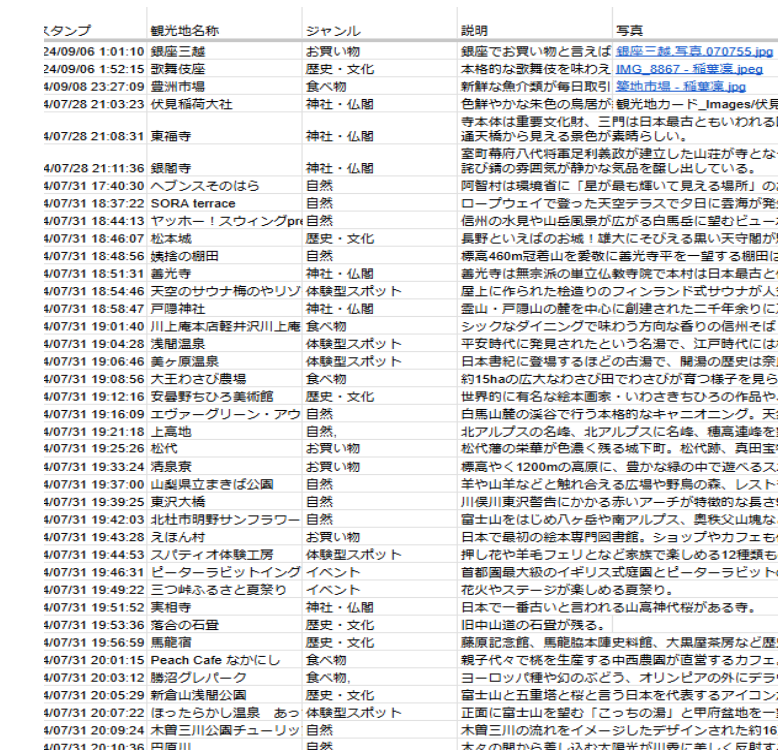 タイムスタンプ 観光地名称 ジャンル 説明 写真
24/09/06 1:01:10 銀座三越 お買い物 銀座でお買い物と言えば 銀座三越 写真 070755.jpg
24/09/06 1:52:15 歌舞伎座 歴史・文化 本格的な歌舞伎を味わえ IMG_8867 - 稲葉凜.jpeg
4/09/08 23:27:09 豊洲市場 食べ物 新鮮な魚介類が毎日取引 築地市場 - 稲葉凜.jpg
4/07/28 21:03:23 伏見稲荷大社 神社・仏閣 色鮮やかな朱色の鳥居が 観光地カード_Images/伏見
寺本体は重要文化財、三門は日本最古ともいわれる
4/07/28 21:08:31 東福寺 神社・仏閣 通天橋から見える景色が素晴らしい。
室町幕府八代将軍足利義政が建立した山荘が寺とな
4/07/28 21:11:36 銀閣寺 神社・仏閣 詫び錆の雰囲気が静かな気品を醸し出している。
4/07/31 17:40:30 ヘブンスそのはら 自然 阿智村は環境省に「星が最も輝いて見える場所」の
4/07/31 18:37:22 SORA terrace 自然 ロープウェイで登った天空テラスで夕日に雲海が発
4/07/31 18:44:13 ヤッホー！スウィングpre 自然 信州の水見や山岳風景が広がる白馬岳に望むビュー
4/07/31 18:46:07 松本城 歴史・文化 長野といえばのお城！雄大にそびえる黒い天守閣が
4/07/31 18:48:56 姨捨の棚田 自然 標高460m冠着山を愛敬に善光寺平を一望する棚田は
4/07/31 18:51:31 善光寺 神社・仏閣 善光寺は無宗派の単立仏教寺院で本村は日本最古と
4/07/31 18:54:46 天空のサウナ梅のやリゾ 体験型スポット 屋上に作られた桧造りのフィンランド式サウナが人
4/07/31 18:58:47 戸隠神社 神社・仏閣 霊山・戸隠山の麓を中心に創建された二千年余りに
4/07/31 19:01:40 川上庵本店軽井沢川上庵 食べ物 シックなダイニングで味わう方向な香りの信州そば
4/07/31 19:04:28 浅間温泉 体験型スポット 平安時代に発見されたという名湯で、江戸時代には
4/07/31 19:06:46 美ヶ原温泉 体験型スポット 日本書紀に登場するほどの古湯で、開湯の歴史は奈
4/07/31 19:08:56 大王わさび農場 食べ物 約15haの広大なわさび田でわさびが育つ様子を見ら
4/07/31 19:12:16 安曇野ちひろ美術館 歴史・文化 世界的に有名な絵本画家・いわさきちひろの作品や
4/07/31 19:16:09 エヴァーグリーン・アウ 自然 白馬山麓の渓谷で行う本格的なキャニオニング。天
4/07/31 19:21:18 上高地 自然, 北アルプスの名峰、北アルプスに名峰、穂高連峰を
4/07/31 19:25:26 松代 お買い物 松代藩の栄華が色濃く残る城下町。松代跡、真田宝
4/07/31 19:33:24 清泉寮 お買い物 標高やく1200mの高原に、豊かな緑の中で遊べるス
4/07/31 19:37:00 山梨県立まきば公園 自然 羊や山羊などと触れ合える広場や野鳥の森、レスト
4/07/31 19:39:25 東沢大橋 自然 川俣川東沢警告にかかる赤いアーチが特徴的な長さ
4/07/31 19:42:03 北杜市明野サンフラワー 自然 富士山をはじめ八ヶ岳や南アルプス、奥秩父山塊な
4/07/31 19:43:28 えほん村 お買い物 日本で最初の絵本専門図書館。ショップやカフェも
4/07/31 19:44:53 スパティオ体験工房 体験型スポット 押し花や羊毛フェリとなど家族で楽しめる12種類も
4/07/31 19:46:31 ピーターラビットイング イベント 首都圏最大級のイギリス式庭園とピーターラビット
4/07/31 19:49:22 三つ峠ふるさと夏祭り イベント 花火やステージが楽しめる夏祭り。
4/07/31 19:51:52 実相寺 神社・仏閣 日本で一番古いと言われる山高神代桜がある寺。
4/07/31 19:53:36 落合の石畳 歴史・文化 旧中山道の石畳が残る。
4/07/31 19:56:59 馬籠宿 歴史・文化 藤原記念館、馬籠脇本陣史料館、大黒屋茶房など歴
4/07/31 20:01:15 Peach Cafe なかにし 食べ物 親子代々で桃を生産する中西農園が直営するカフェ
4/07/31 20:03:12 勝沼グレパーク 食べ物, ヨーロッパ種や幻のぶどう、オリンピアの外にデラ
4/07/31 20:05:29 新倉山浅間公園 歴史・文化 富士山と五重塔と桜と言う日本を代表するアイコン
4/07/31 20:07:22 ほったらかし温泉 あっ 体験型スポット 正面に富士山を望む「こっちの湯」と甲府盆地を一
4/07/31 20:09:24 木曽三川公園チューリッ 自然 木曽三川の流れをイメージしたデザインされた約16
4/07/31 20:10:36 円原川 自然